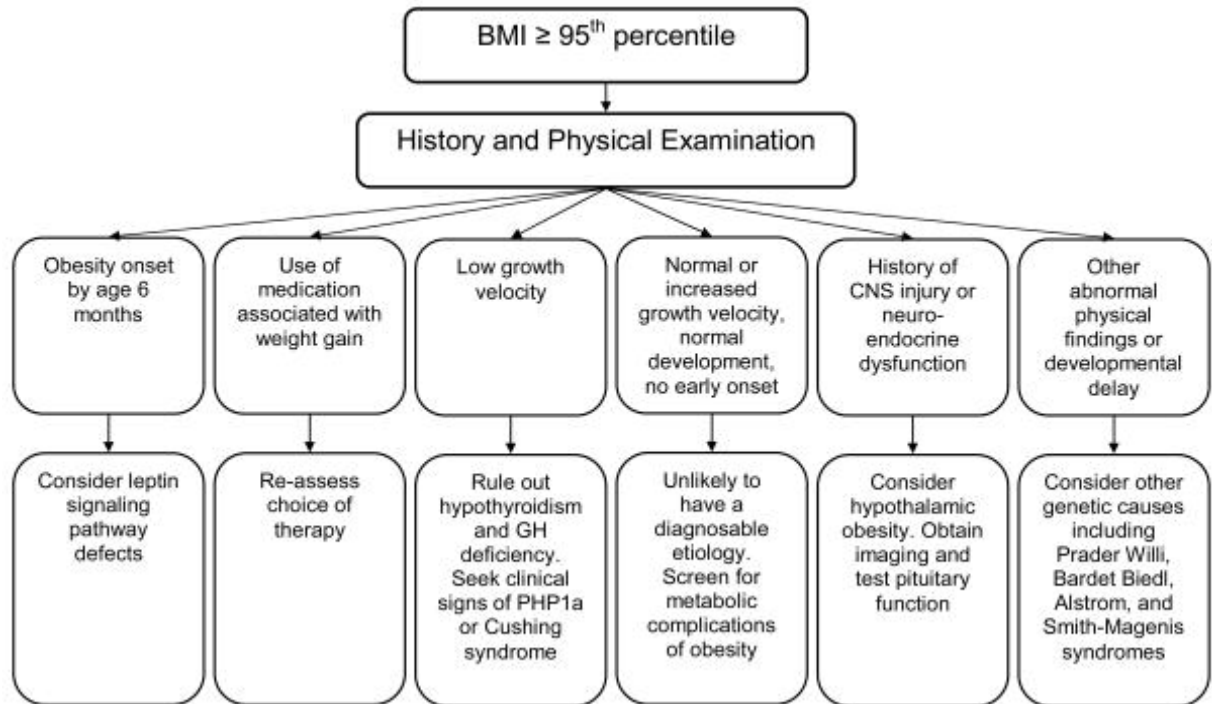 BMI ≥ 95th percentile
History and Physical Examination
Obesity onset
by age 6
months
Use of
medication
associated with
weight gain
Low growth
velocity
Normal or
increased
growth velocity,
normal
development,
no early onset
History of
CNS injury or
neuro-
endocrine
dysfunction
Other
abnormal
physical
findings or
developmental
delay
Consider leptin
signaling
pathway
defects
Re-assess
choice of
therapy
Rule out
hypothyroidism
and GH
deficiency.
Seek clinical
signs of PHP1a
or Cushing
syndrome
Unlikely to
have a
diagnosable
etiology.
Screen for
metabolic
complications
of obesity
Consider
hypothalamic
obesity. Obtain
imaging and
test pituitary
function
Consider other
genetic causes
including
Prader Willi,
Bardet Biedl,
Alstrom, and
Smith-Magenis
syndromes